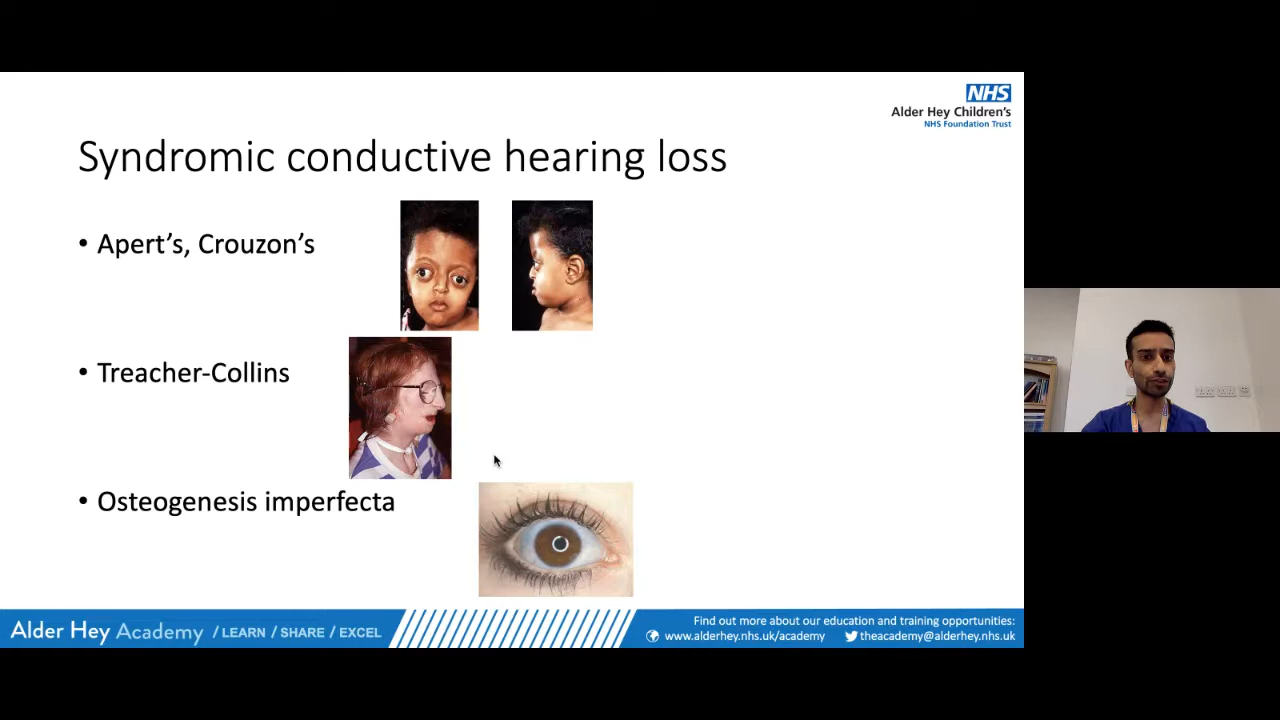 NHS
Alder Hey Children's
NHS Foundation Trust
Syndromic conductive hearing loss
• Apert's, Crouzon's
• Treacher-Collins
• Osteogenesis imperfecta
Alder Hey Academy / LEARN / SHARE / EXCEL
Find out more about our education and training opportunities:
www.alderhey.nhs.uk/academy theacademy@alderhey.nhs.uk